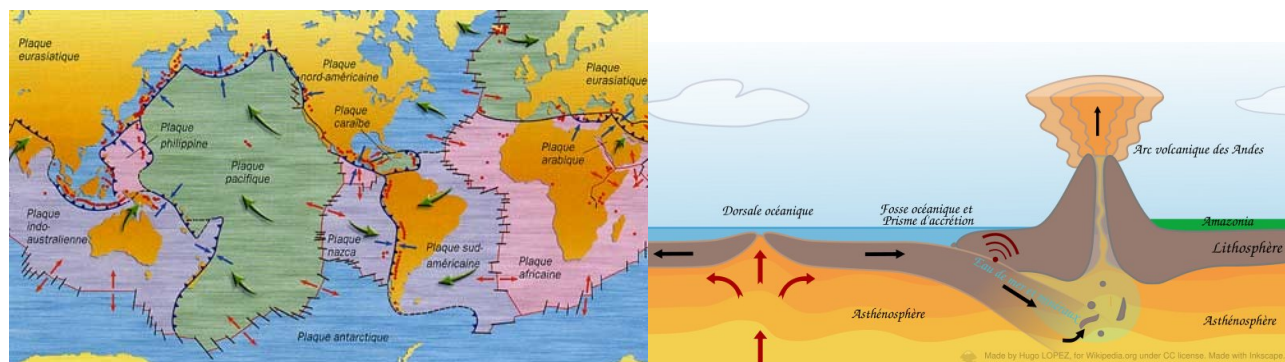 Plaque
eurasiatique
Plaque
nord-américaine
Plaque
caraïbe
Plaque
philippine
Plaque
pacifique
Plaque
indo-
australienne
Plaque
nazca
Plaque sud-
américaine
Plaque
africaine
Plaque
arabique
Plaque
eurasiatique
Plaque antarctique
Arc volcanique des Andes
Dorsale océanique
Fosse océanique et
Prisme d'accrétion
Amazonia
Lithosphère
Eau de
Asthénosphère
Asthénosphère
Made by Hugo LOPEZ, for Wikipedia.org under CC license. Made with Inkscape